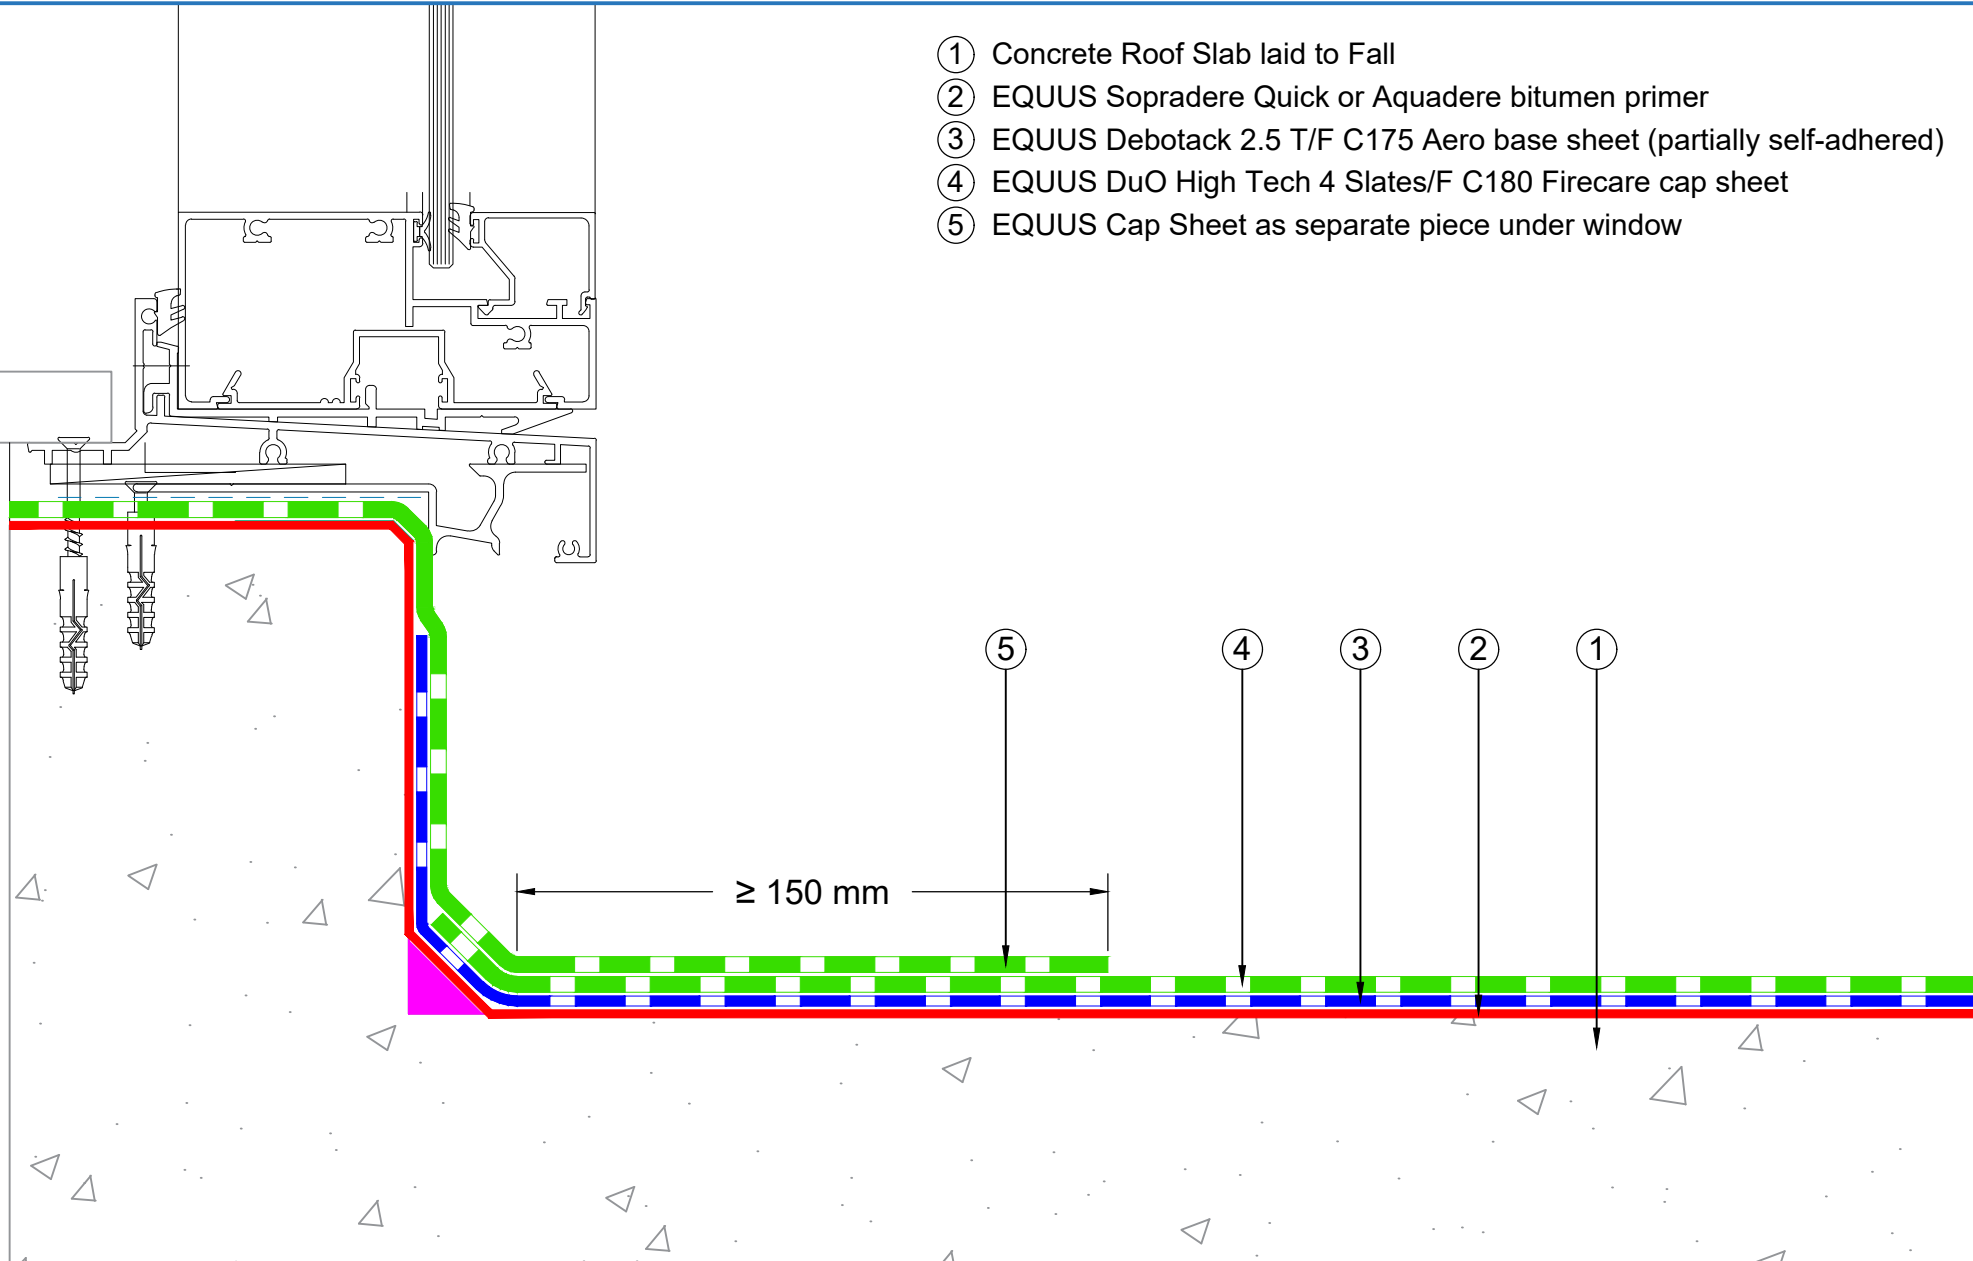 1 Concrete Roof Slab laid to Fall
2 EQUUS Sopradere Quick or Aquadere bitumen primer
3 EQUUS Debotack 2.5 T/F C175 Aero base sheet (partially self-adhered)
4 EQUUS DuO High Tech 4 Slates/F C180 Firecare cap sheet
5 EQUUS Cap Sheet as separate piece under window
5 4 3 2 1
≥ 150 mm